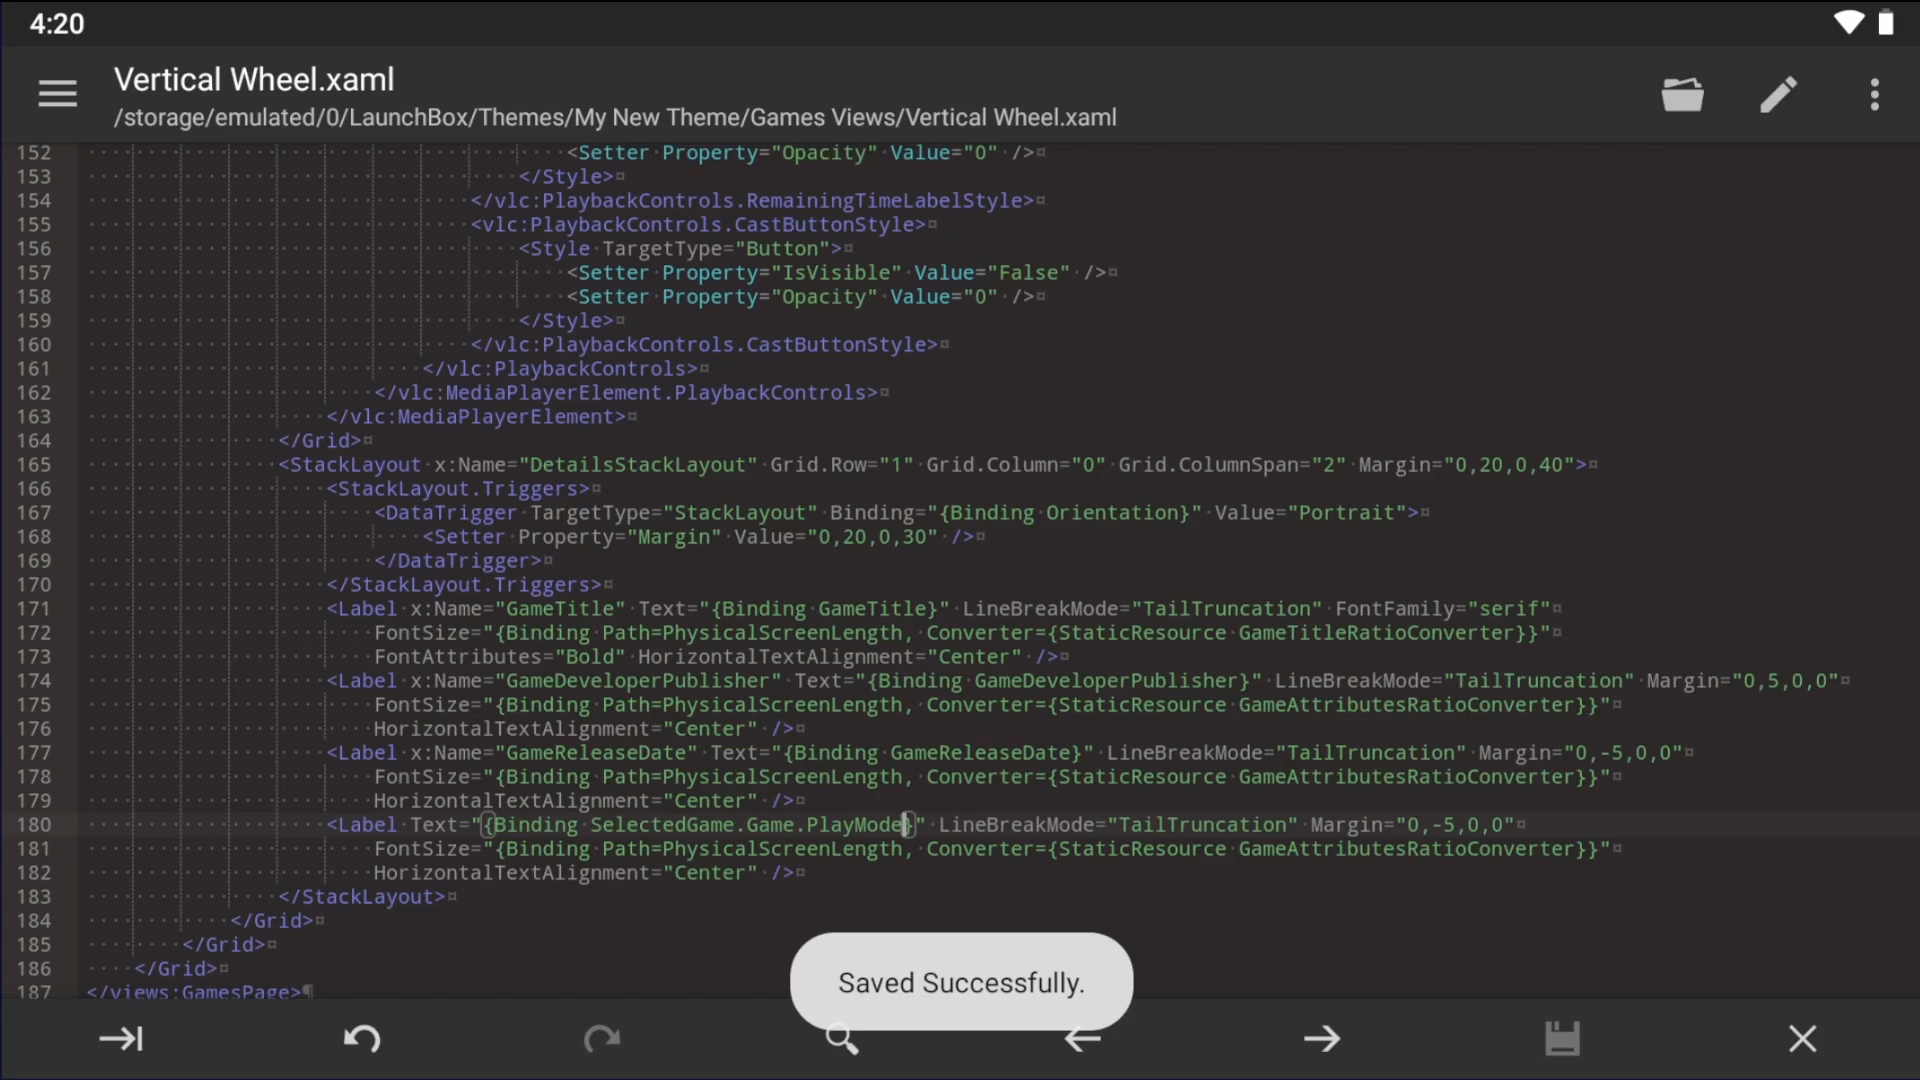 4:20
Vertical Wheel.xaml
/storage/emulated/0/LaunchBox/Themes/My New Theme/Games Views/Vertical Wheel.xaml
152 <Setter Property="Opacity" Value="0" />
153 </Style>
154 </vlc:PlaybackControls.RemainingTimeLabelStyle>
155 <vlc:PlaybackControls.CastButtonStyle>
156 <Style TargetType="Button">
157 <Setter Property="IsVisible" Value="False" />
158 <Setter Property="Opacity" Value="0" />
159 </Style>
160 </vlc:PlaybackControls.CastButtonStyle>
161 </vlc:PlaybackControls>
162 </vlc:MediaPlayerElement.PlaybackControls>
163 </vlc:MediaPlayerElement>
164 </Grid>
165 <StackLayout x:Name="DetailsStackLayout" Grid.Row="1" Grid.Column="0" Grid.ColumnSpan="2" Margin="0,20,0,40">
166 <StackLayout.Triggers>
167 <DataTrigger TargetType="StackLayout" Binding="{Binding Orientation}" Value="Portrait">
168 <Setter Property="Margin" Value="0,20,0,30" />
169 </DataTrigger>
170 </StackLayout.Triggers>
171 <Label x:Name="GameTitle" Text="{Binding GameTitle}" LineBreakMode="TailTruncation" FontFamily="serif"
172 FontSize="{Binding Path=PhysicalScreenLength, Converter={StaticResource GameTitleRatioConverter}}"
173 FontAttributes="Bold" HorizontalTextAlignment="Center" />
174 <Label x:Name="GameDeveloperPublisher" Text="{Binding GameDeveloperPublisher}" LineBreakMode="TailTruncation" Margin="0,5,0,0"
175 FontSize="{Binding Path=PhysicalScreenLength, Converter={StaticResource GameAttributesRatioConverter}}"
176 HorizontalTextAlignment="Center" />
177 <Label x:Name="GameReleaseDate" Text="{Binding GameReleaseDate}" LineBreakMode="TailTruncation" Margin="0,-5,0,0"
178 FontSize="{Binding Path=PhysicalScreenLength, Converter={StaticResource GameAttributesRatioConverter}}"
179 HorizontalTextAlignment="Center" />
180 <Label Text="{Binding SelectedGame.Game.PlayMode}" LineBreakMode="TailTruncation" Margin="0,-5,0,0"
181 FontSize="{Binding Path=PhysicalScreenLength, Converter={StaticResource GameAttributesRatioConverter}}"
182 HorizontalTextAlignment="Center" />
183 </StackLayout>
184 </Grid>
185 </Grid>
186 </Grid>
187 </views:GamesPage>
Saved Successfully.